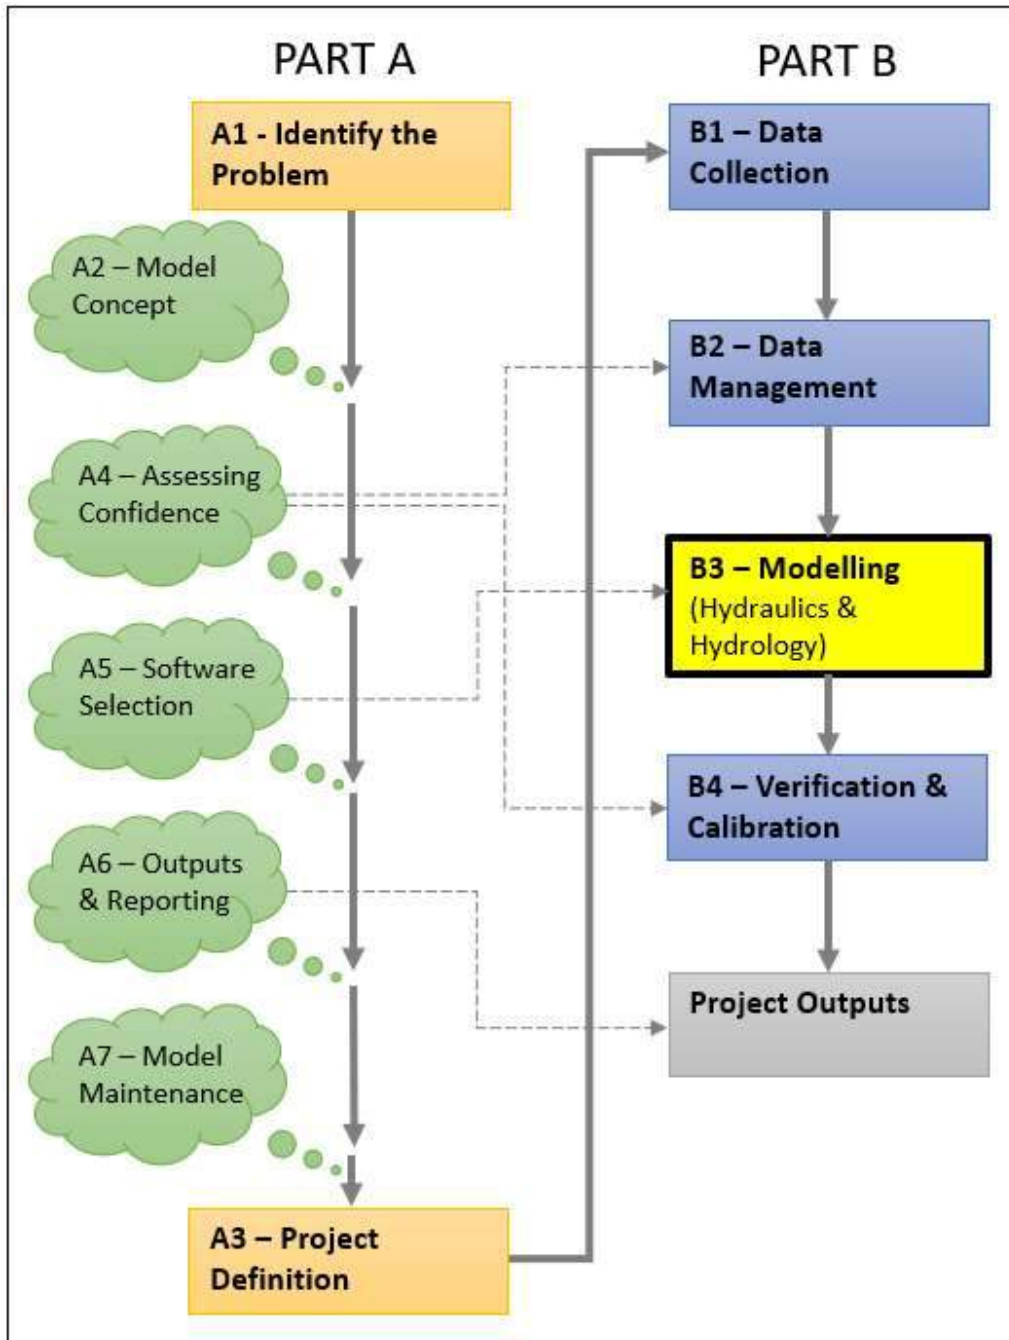 PART A
A1 - Identify the
Problem
A2 – Model
Concept
A4 – Assessing
Confidence
A5 – Software
Selection
A6 – Outputs
& Reporting
A7 – Model
Maintenance
A3 – Project
Definition
PART B
B1 – Data
Collection
B2 – Data
Management
B3 – Modelling
(Hydraulics &
Hydrology)
B4 – Verification &
Calibration
Project Outputs